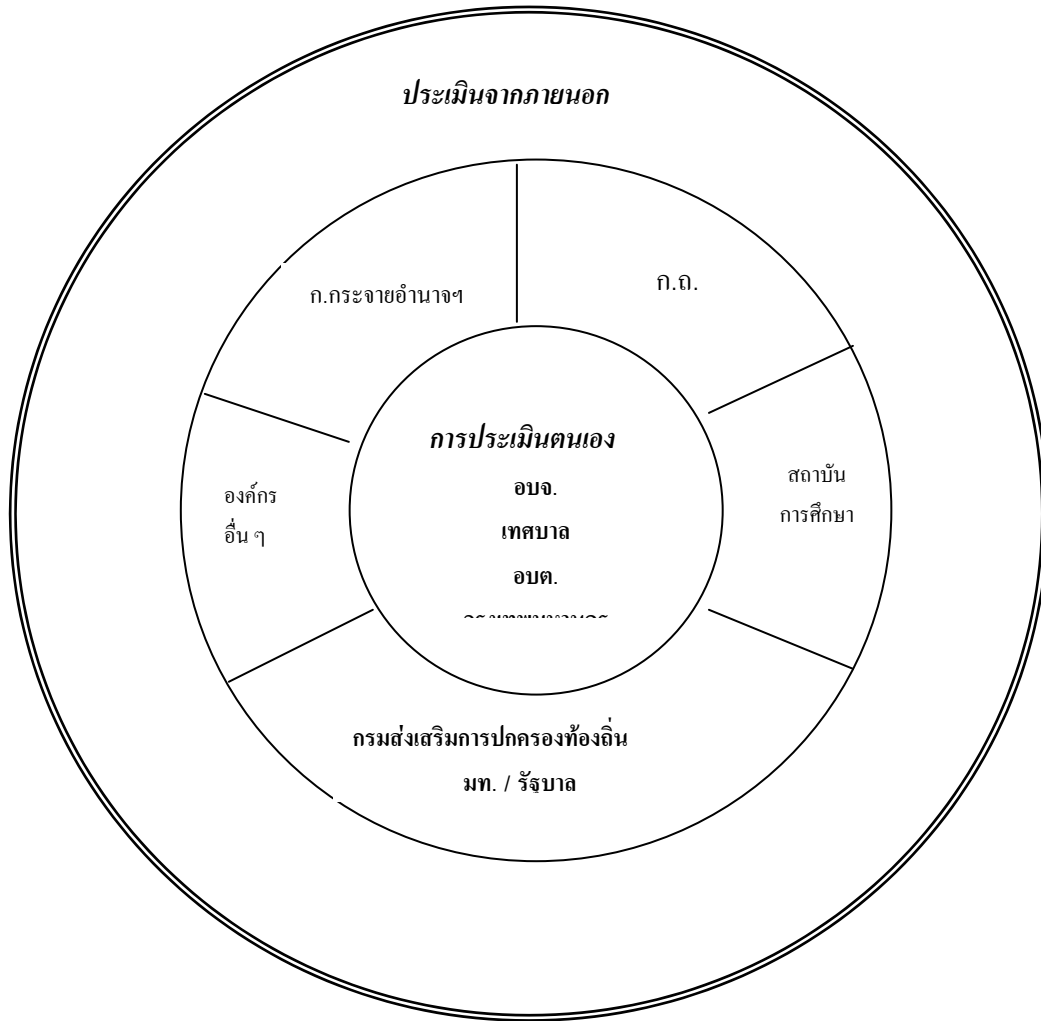 ประเมินจากภายนอก
ก.กระจายอำนาจฯ
ก.ถ.
การประเมินตนเอง
อบจ.
เทศบาล
อบต.
องค์กร
อื่น ๆ
สถาบัน
การศึกษา
กรมส่งเสริมการปกครองท้องถิ่น
มท. / รัฐบาล